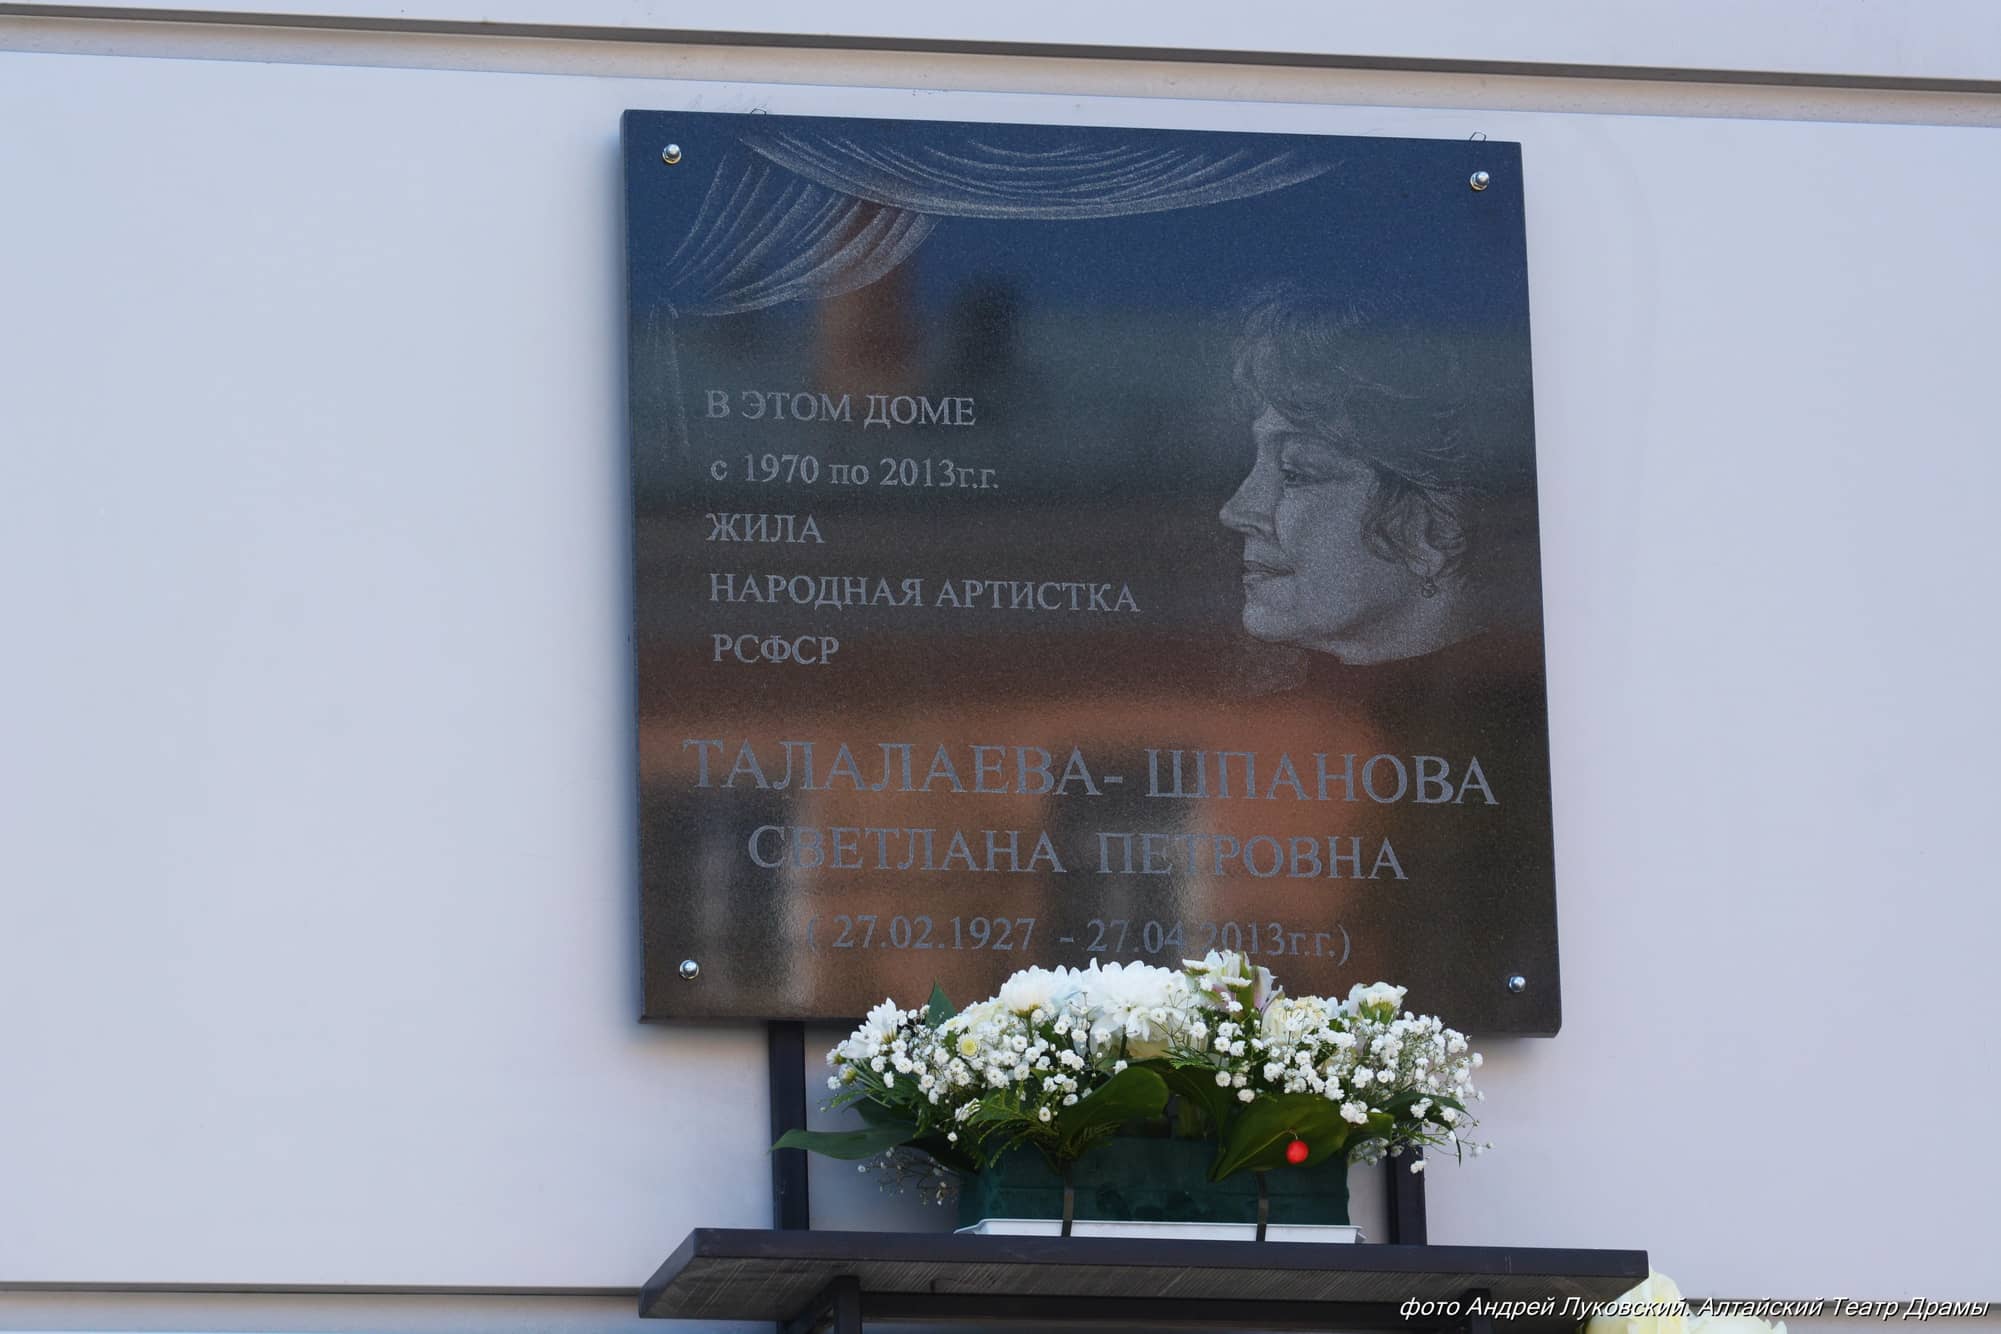 В ЭТОМ ДОМЕ
с 1970 по 2013г.г.
ЖИЛА
НАРОДНАЯ АРТИСТКА
РСФСР
ТАЛАЛАЕВА- ШПАНОВА
СВЕТЛАНА ПЕТРОВНА
( 27.02.1927 - 27.04.2013г.г.)
фото Андрей Луковский. Алтайский Театр Драмы